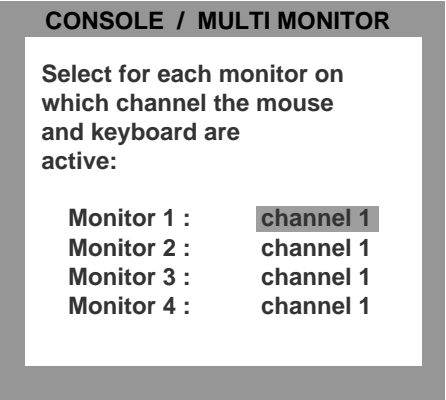 CONSOLE / MULTI MONITOR
Select for each monitor on
which channel the mouse
and keyboard are
active:
Monitor 1 : channel 1
Monitor 2 : channel 1
Monitor 3 : channel 1
Monitor 4 : channel 1